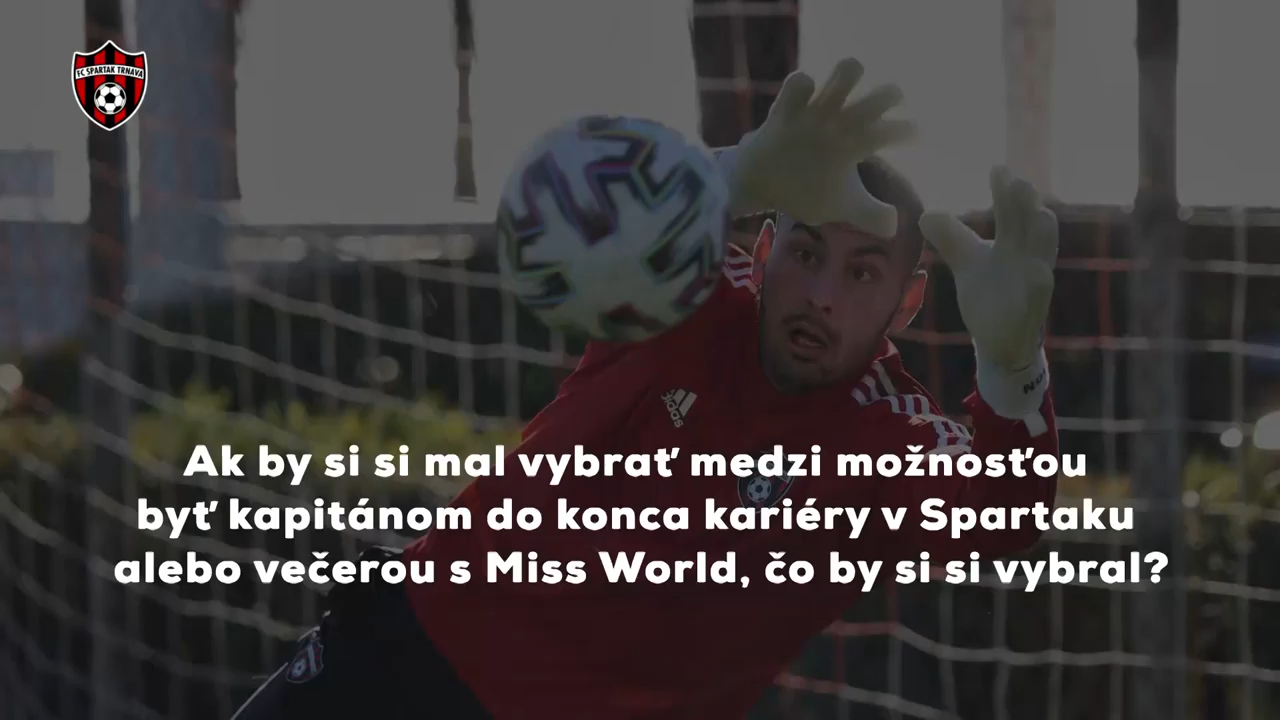 FC SPARTAK TRNAVA
Ak by si si mal vybrať medzi možnosťou
byť kapitánom do konca kariéry v Spartaku
alebo večerou s Miss World, čo by si si vybral?